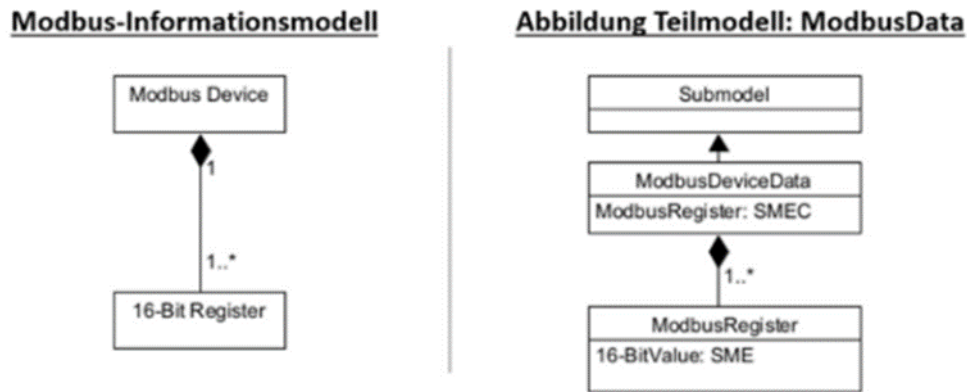 Modbus-Informationsmodell
Modbus Device
1
1..*
16-Bit Register
Abbildung Teilmodell: ModbusData
Submodel
ModbusDeviceData
ModbusRegister: SMEC
1..*
ModbusRegister
16-BitValue: SME